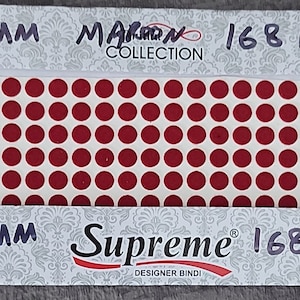 MM MAROON 168
COLLECTION
MM Supreme® 168
DESIGNER BINDI